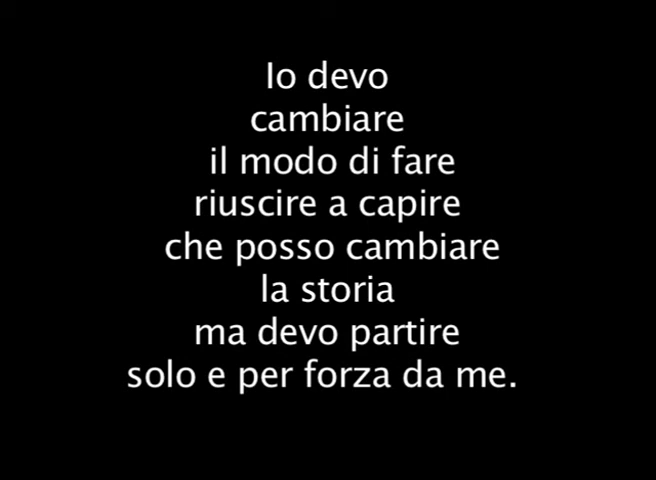 Io devo
cambiare
il modo di fare
riuscire a capire
che posso cambiare
la storia
ma devo partire
solo e per forza da me.